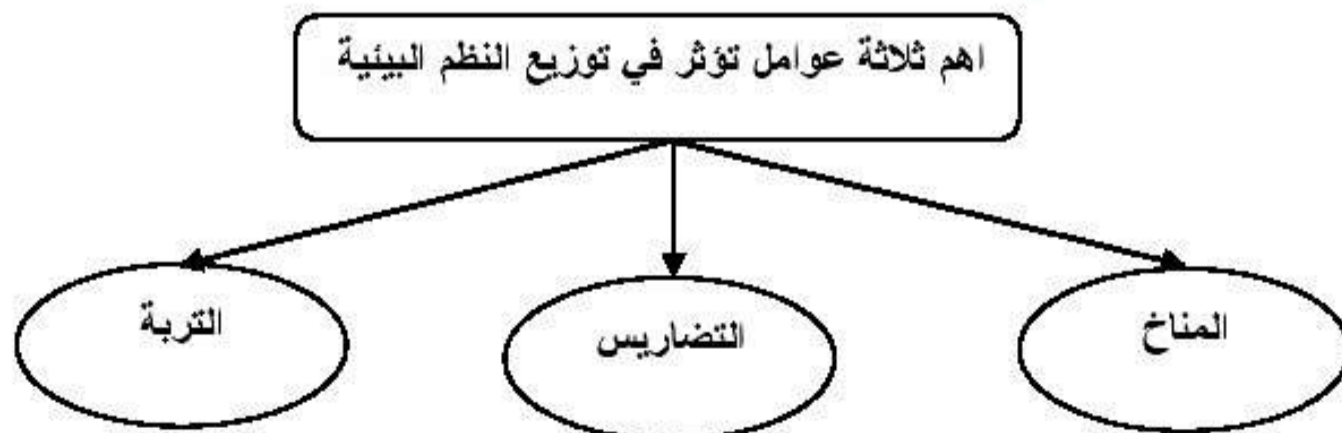 اهم ثلاثة عوامل تؤثر في توزيع النظم البيئية
المناخ
التضاريس
التربة